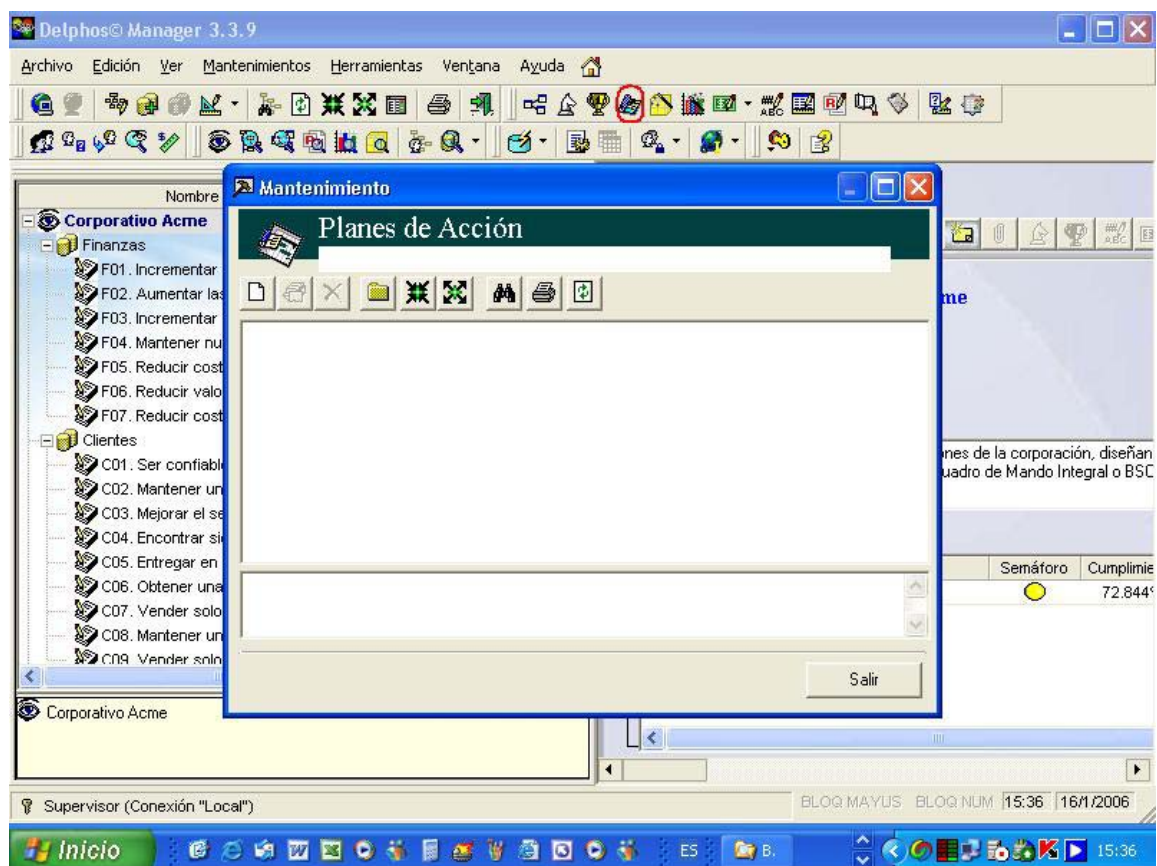 Delphos© Manager 3.3.9
Archivo Edición Ver Mantenimientos Herramientas Ventana Ayuda
Nombre
Corporativo Acme
Finanzas
F01. Incrementar
F02. Aumentar las
F03. Incrementar
F04. Mantener nu
F05. Reducir cost
F06. Reducir valo
F07. Reducir cost
Clientes
C01. Ser confiabl
C02. Mantener un
C03. Mejorar el se
C04. Encontrar si
C05. Entregar en
C06. Obtener una
C07. Vender solo
C08. Mantener un
C09. Vender solo
Corporativo Acme
Mantenimiento
Planes de Acción
Salir
me
nes de la corporación, diseñan
uadro de Mando Integral o BSC
Semáforo Cumplimie
72.844
Supervisor (Conexión "Local")
BLOQ MAYUS BLOQ NUM 15:36 16/1/2006
Inicio ES B. 15:36